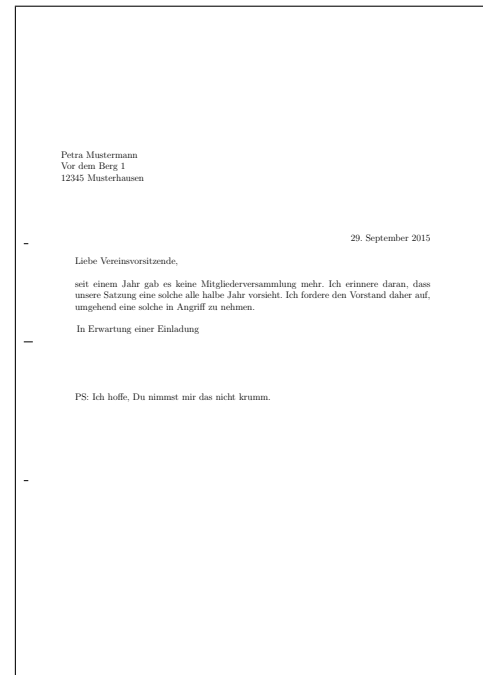 Petra Mustermann
Vor dem Berg 1
12345 Musterhausen
29. September 2015
Liebe Vereinsvorsitzende,
seit einem Jahr gab es keine Mitgliederversammlung mehr. Ich erinnere daran, dass
unsere Satzung eine solche alle halbe Jahr vorsieht. Ich fordere den Vorstand daher auf,
umgehend eine solche in Angriff zu nehmen.
In Erwartung einer Einladung
PS: Ich hoffe, Du nimmst mir das nicht krumm.